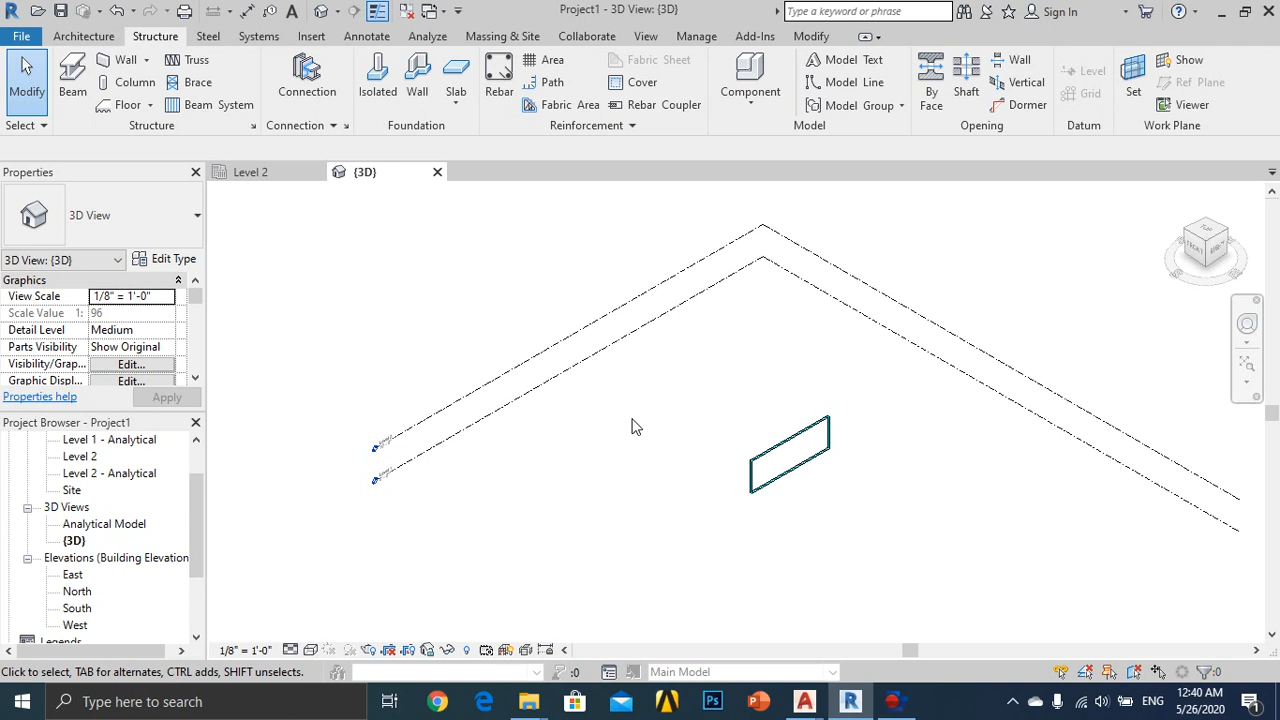 Project1 - 3D View: {3D}
Type a keyword or phrase
Sign In
File
Architecture
Structure
Steel
Systems
Insert
Annotate
Analyze
Massing & Site
Collaborate
View
Manage
Add-Ins
Modify
Modify
Select
Beam
Wall
Column
Floor
Truss
Brace
Beam System
Structure
Connection
Connection
Isolated
Wall
Slab
Foundation
Rebar
Area
Path
Fabric Area
Fabric Sheet
Cover
Rebar Coupler
Reinforcement
Component
Model Text
Model Line
Model Group
Model
By
Face
Shaft
Wall
Vertical
Dormer
Opening
Level
Grid
Datum
Set
Show
Ref Plane
Viewer
Work Plane
Properties
Level 2
{3D}
3D View
3D View: {3D}
Edit Type
Graphics
View Scale 1/8" = 1'-0"
Scale Value 1: 96
Detail Level Medium
Parts Visibility Show Original
Visibility/Grap... Edit...
Graphic Displ... Edit...
Properties help
Apply
Project Browser - Project1
Level 1 - Analytical
Level 2
Level 2 - Analytical
Site
3D Views
Analytical Model
{3D}
Elevations (Building Elevation
East
North
South
West
Legends
TOP
FRONT
1/8" = 1'-0"
Click to select, TAB for alternates, CTRL adds, SHIFT unselects.
:0
Main Model
:0
Type here to search
ENG
12:40 AM
5/26/2020